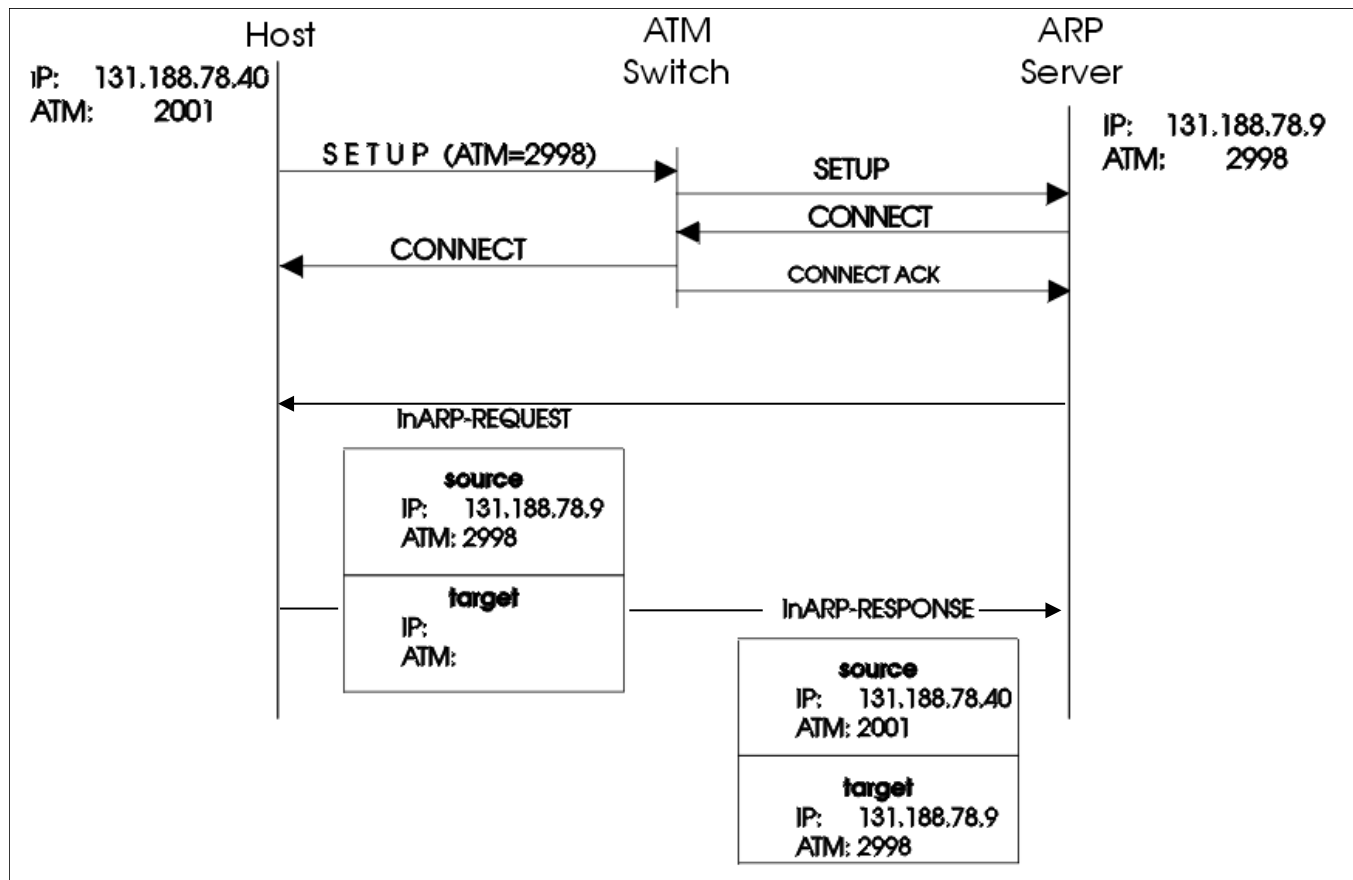 Host
ATM
Switch
ARP
Server
IP: 131.188.78.40
ATM: 2001
IP: 131.188.78.9
ATM: 2998
SETUP (ATM=2998)
SETUP
CONNECT
CONNECT
CONNECT ACK
InARP-REQUEST
source
IP: 131.188.78.9
ATM: 2998
target
IP:
ATM:
InARP-RESPONSE
source
IP: 131.188.78.40
ATM: 2001
target
IP: 131.188.78.9
ATM: 2998